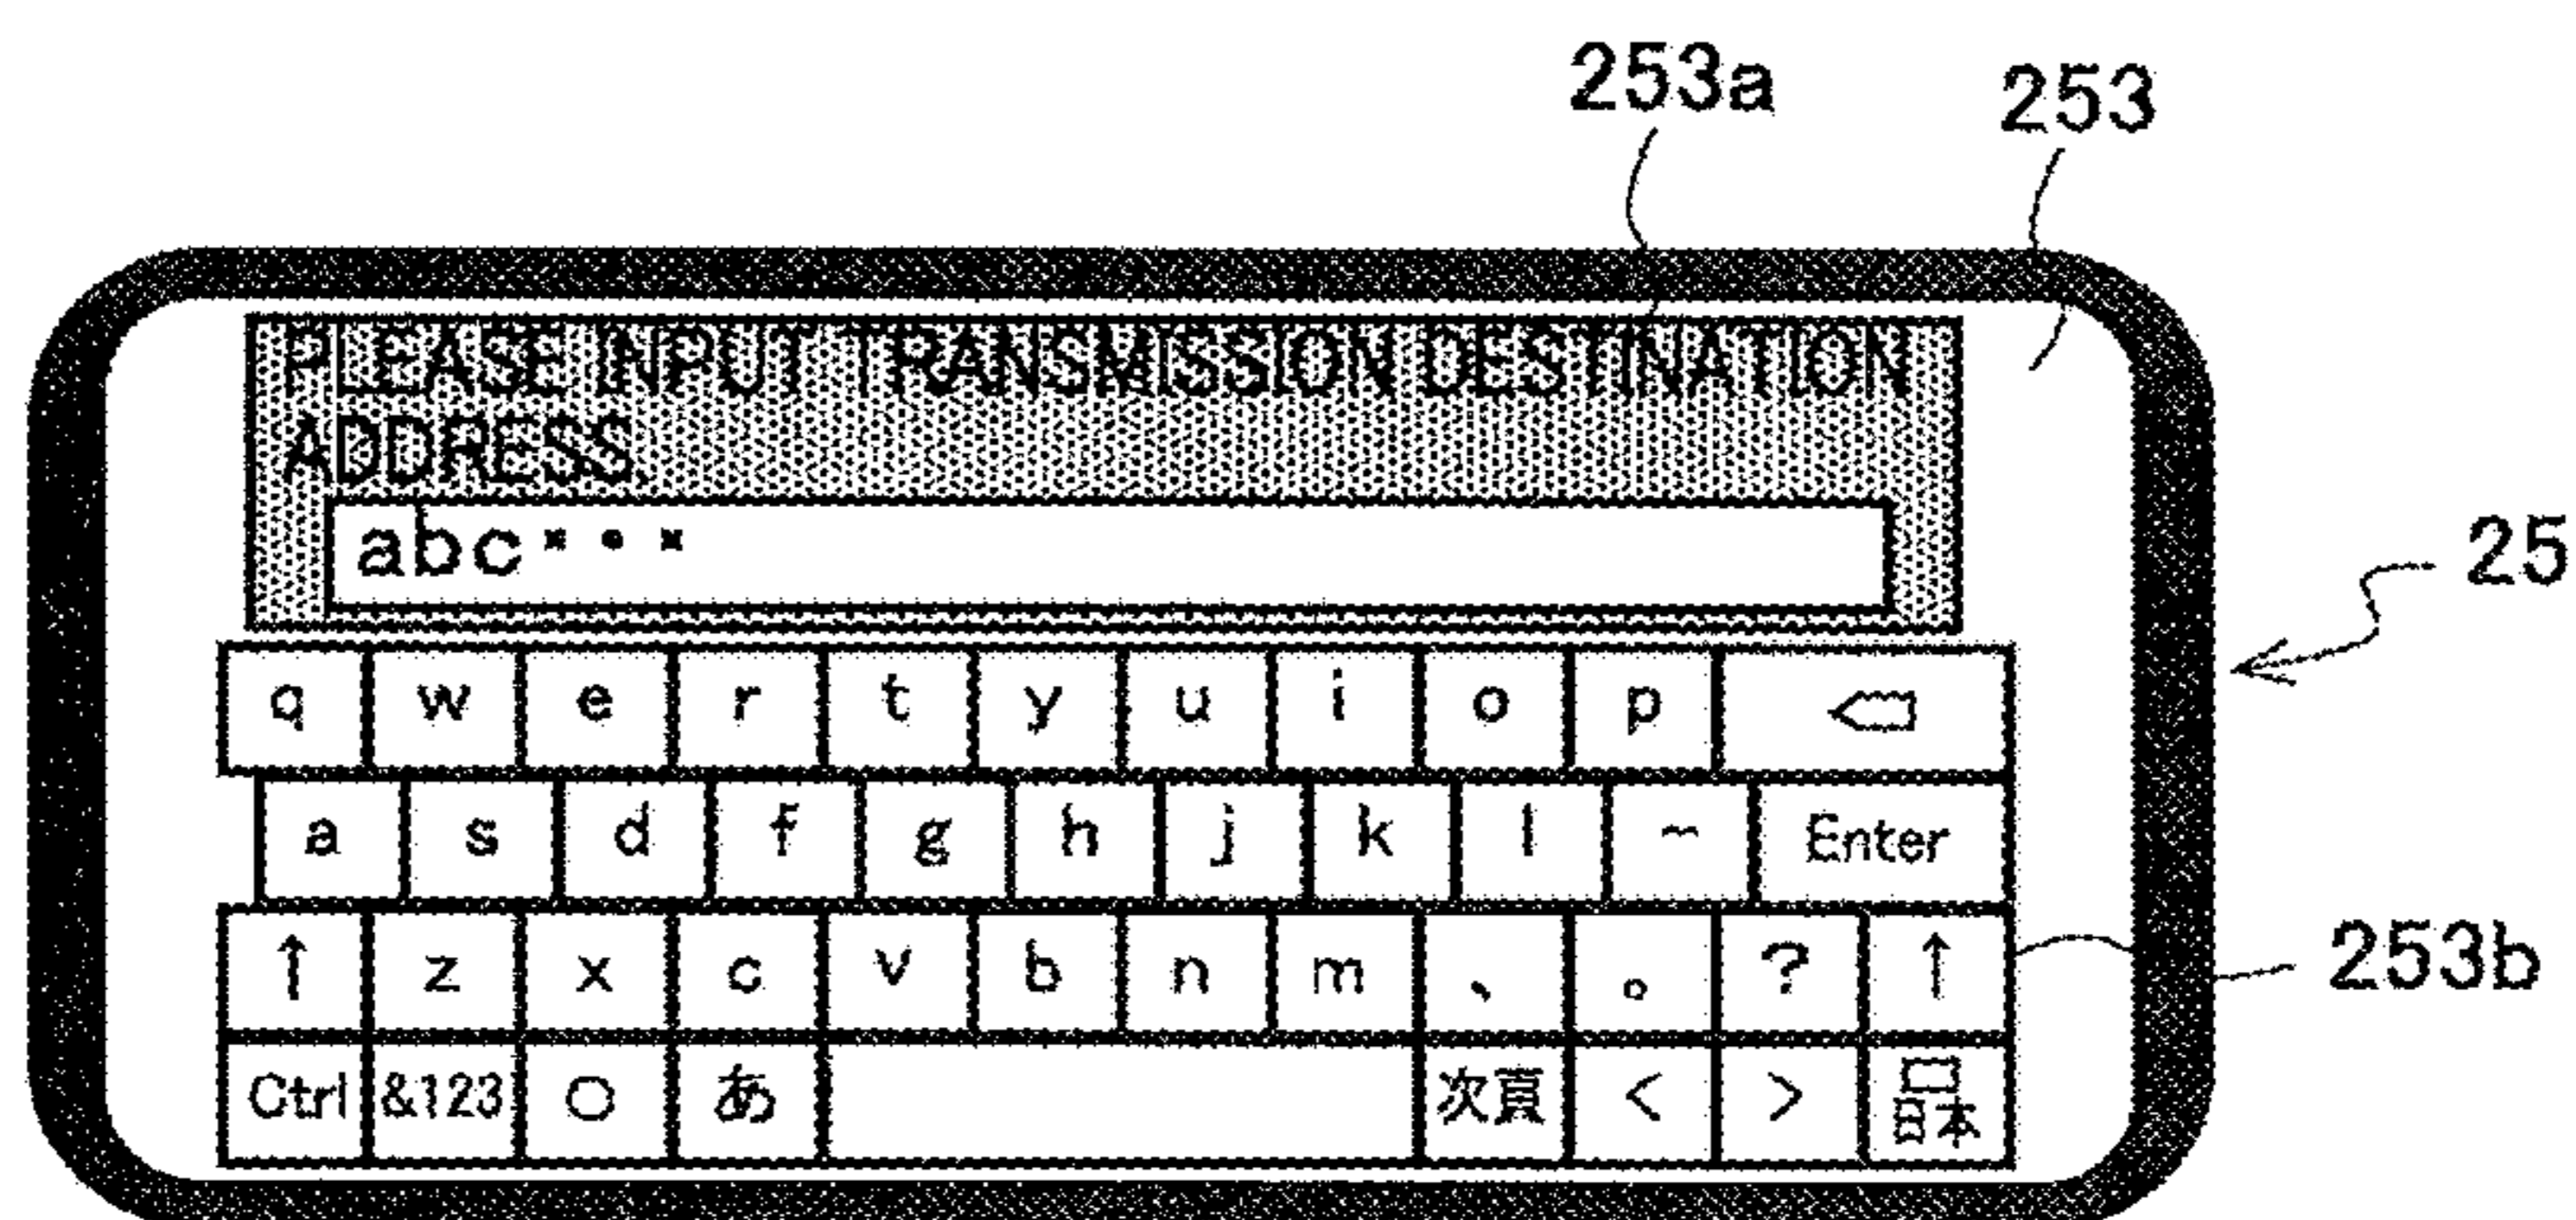 253a 253
PLEASE INPUT TRANSMISSION DESTINATION
ADDRESS
abc・・・
25
q w e r t y u i o p
a s d f g h j k l ~ Enter
↑ z x c v b n m 、 。 ? ↑
253b
Ctrl &123 ○ あ 次頁 < > 日本